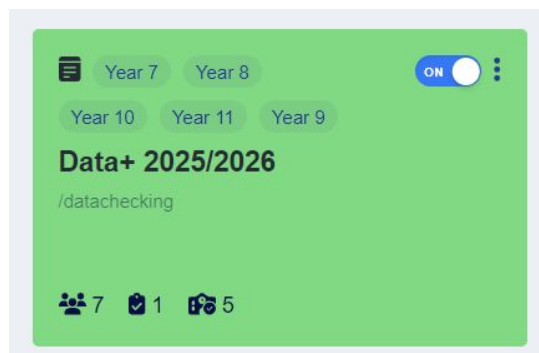 Year 7 Year 8 ON
Year 10 Year 11 Year 9
Data+ 2025/2026
/datachecking
7 1 5